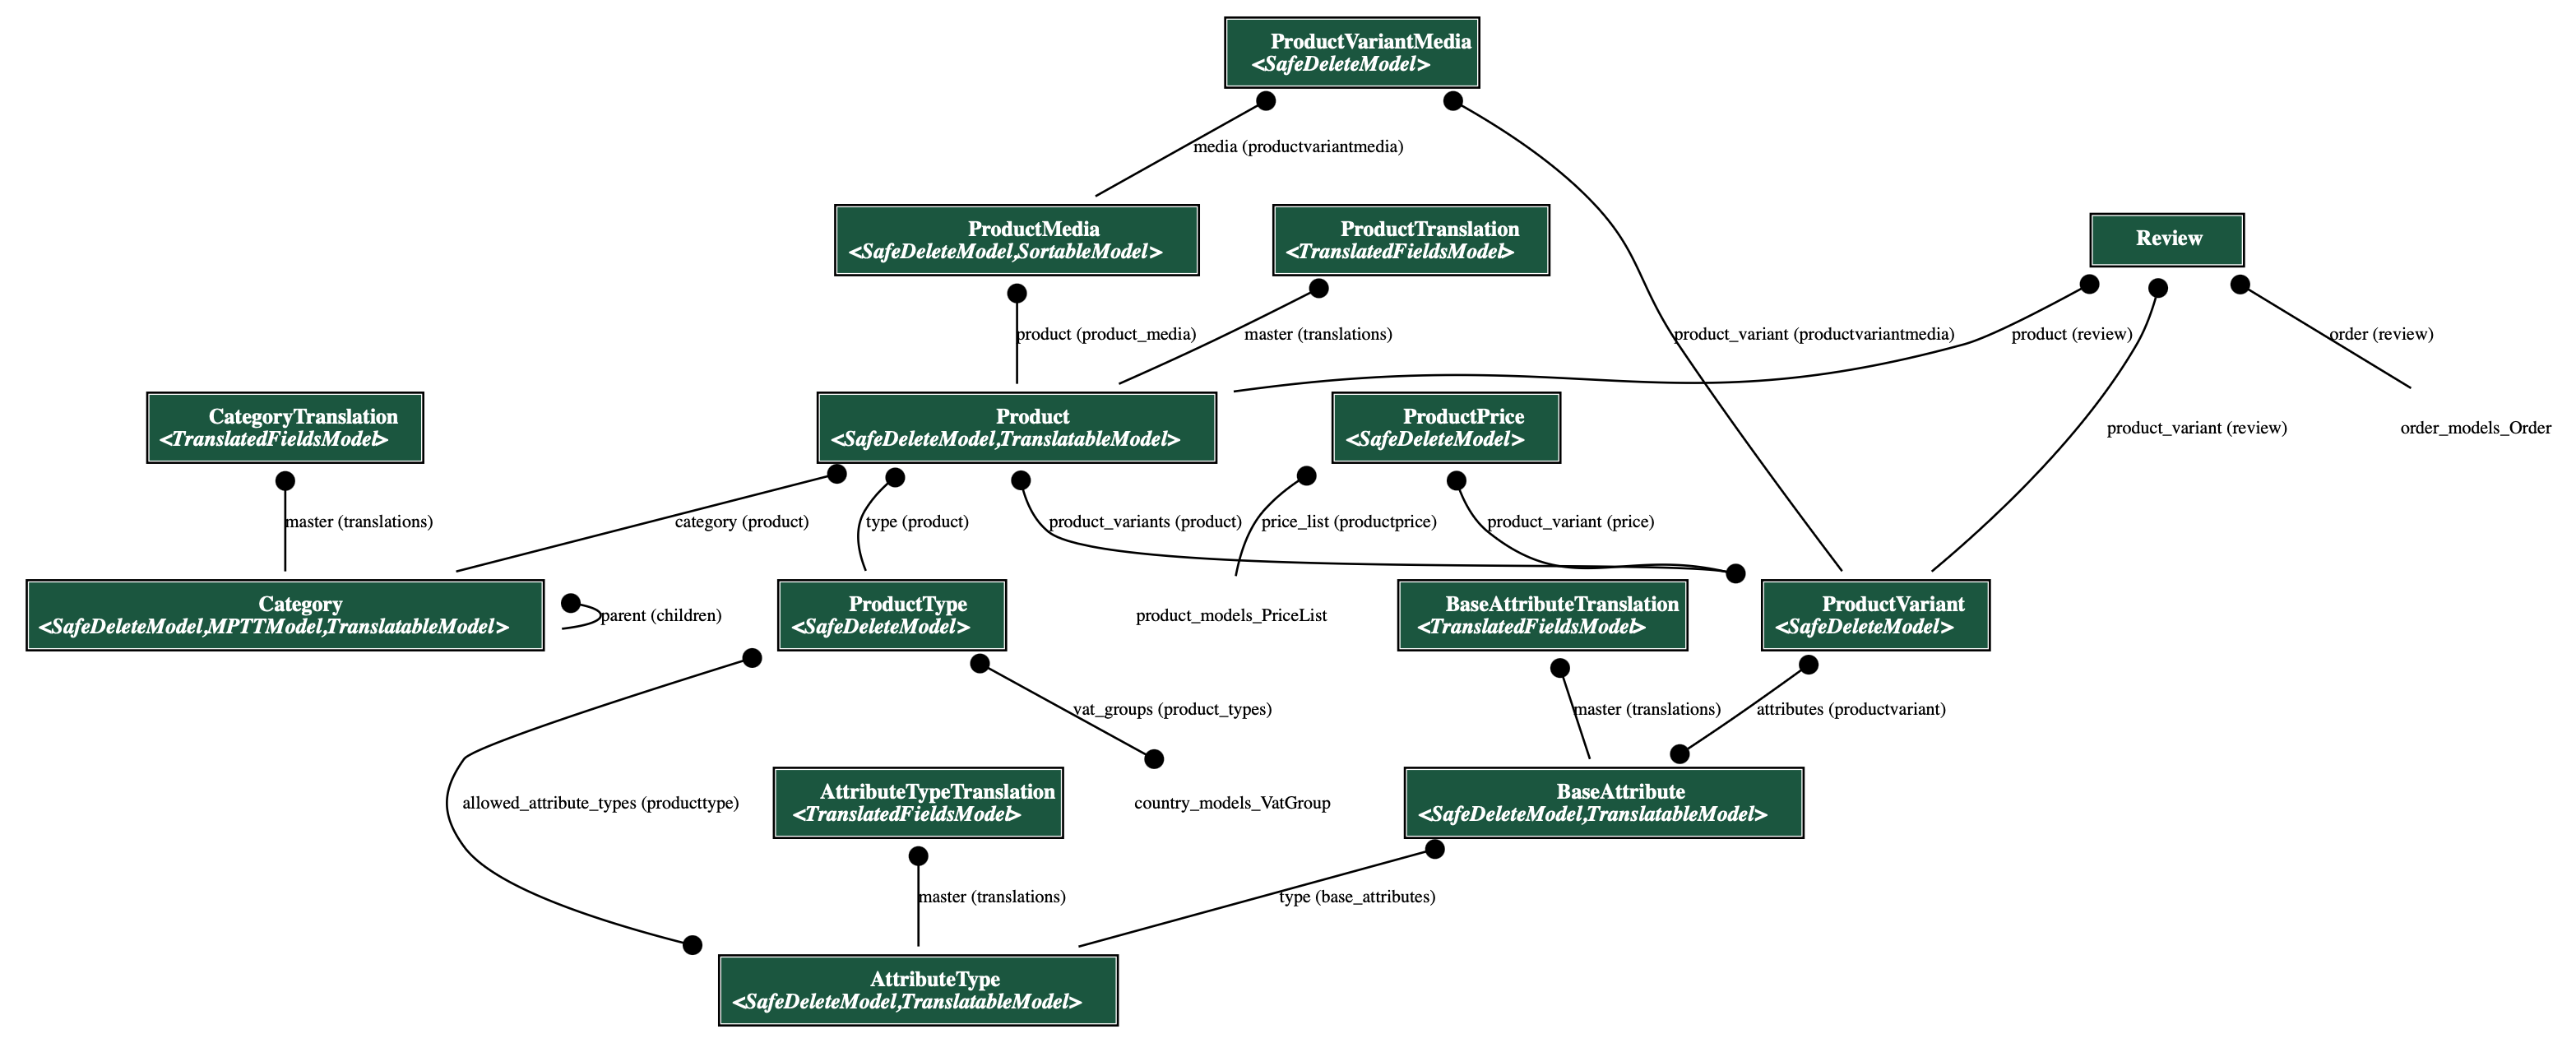 ProductVariantMedia
<SafeDeleteModel>
media (productvariantmedia)
ProductMedia
<SafeDeleteModel,SortableModel>
ProductTranslation
<TranslatedFieldsModel>
Review
product (product_media)
master (translations)
product_variant (productvariantmedia)
product (review)
order (review)
CategoryTranslation
<TranslatedFieldsModel>
Product
<SafeDeleteModel,TranslatableModel>
ProductPrice
<SafeDeleteModel>
product_variant (review)
order_models_Order
master (translations)
category (product)
type (product)
product_variants (product)
price_list (productprice)
product_variant (price)
Category
<SafeDeleteModel,MPTTModel,TranslatableModel>
parent (children)
ProductType
<SafeDeleteModel>
product_models_PriceList
BaseAttributeTranslation
<TranslatedFieldsModel>
ProductVariant
<SafeDeleteModel>
vat_groups (product_types)
master (translations)
attributes (productvariant)
allowed_attribute_types (producttype)
AttributeTypeTranslation
<TranslatedFieldsModel>
country_models_VatGroup
BaseAttribute
<SafeDeleteModel,TranslatableModel>
master (translations)
type (base_attributes)
AttributeType
<SafeDeleteModel,TranslatableModel>